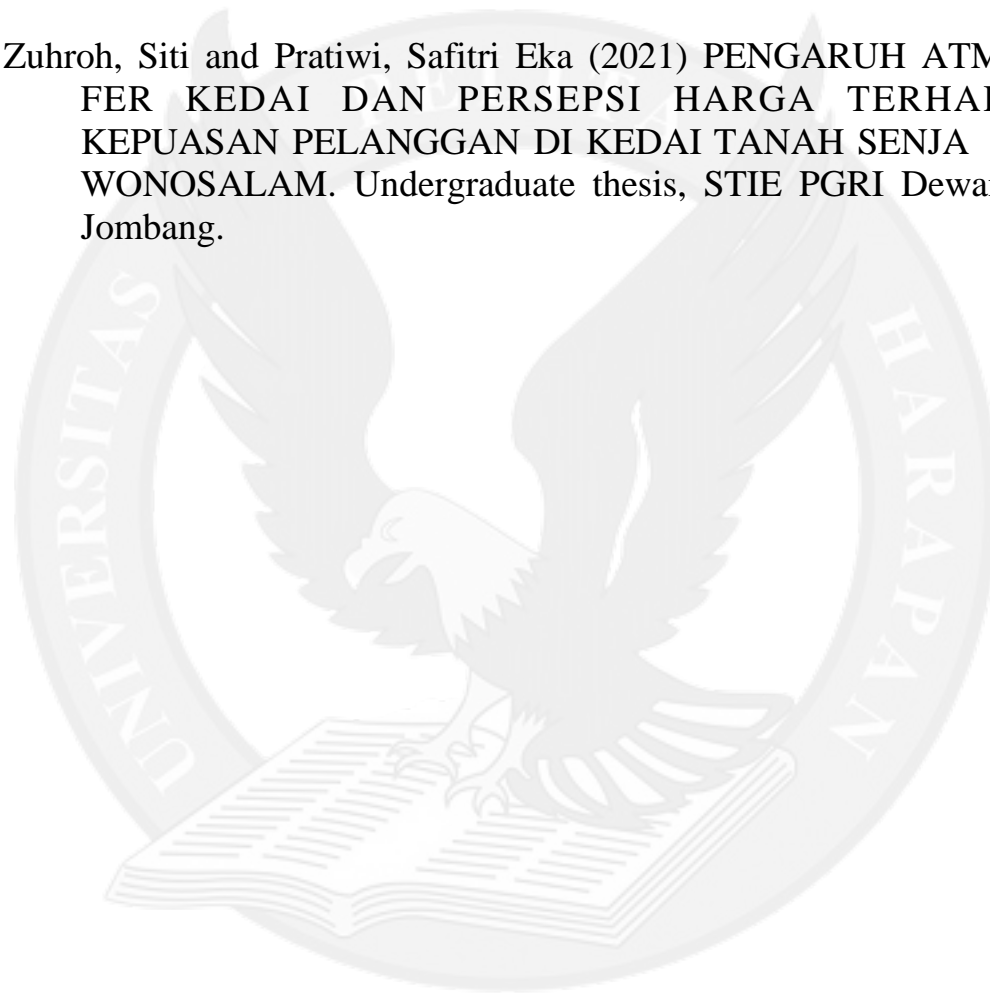 Zuhroh, Siti and Pratiwi, Safitri Eka (2021) PENGARUH ATM
FER KEDAI DAN PERSEPSI HARGA TERHA
KEPUASAN PELANGGAN DI KEDAI TANAH SENJA
WONOSALAM. Undergraduate thesis, STIE PGRI Dewa
Jombang.
UNIVERSITAS PELITA HARAPAN